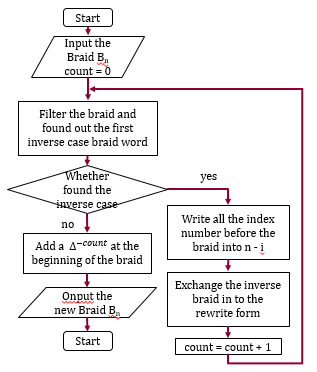 Start
Input the
Braid Bn
count = 0
Filter the braid and
found out the first
inverse case braid word
Whether
found the
inverse case
yes
no
Write all the index
number before the
braid into n - i
Add a Δ^−count at the
beginning of the braid
Exchange the inverse
braid in to the
rewrite form
Onput the
new Braid Bn
Start
count = count + 1